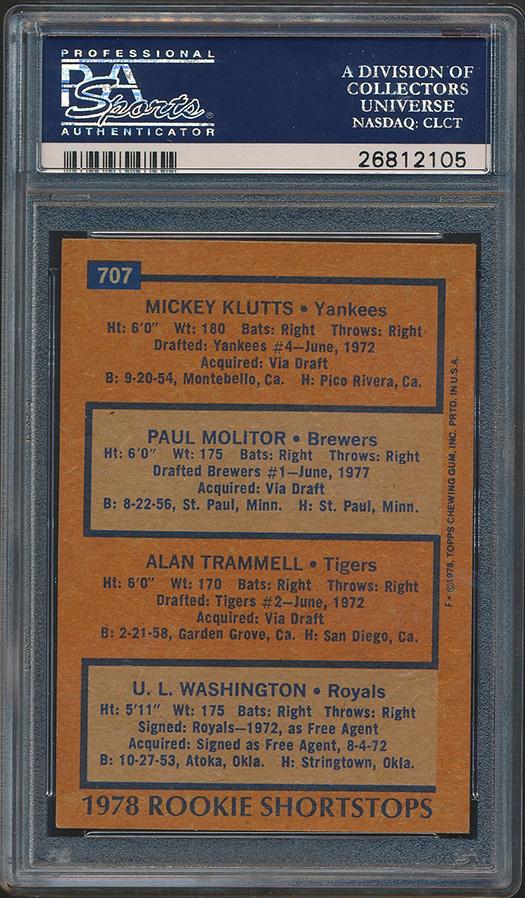 PROFESSIONAL
PSA
Sports
AUTHENTICATOR
A DIVISION OF
COLLECTORS
UNIVERSE
NASDAQ: CLCT
26812105
707
MICKEY KLUTTS • Yankees
Ht: 6'0" Wt: 180 Bats: Right Throws: Right
Drafted: Yankees #4—June, 1972
Acquired: Via Draft
B: 9-20-54, Montebello, Ca. H: Pico Rivera, Ca.
PAUL MOLITOR • Brewers
Ht: 6'0" Wt: 175 Bats: Right Throws: Right
Drafted Brewers #1—June, 1977
Acquired: Via Draft
B: 8-22-56, St. Paul, Minn. H: St. Paul, Minn.
ALAN TRAMMELL • Tigers
Ht: 6'0" Wt: 170 Bats: Right Throws: Right
Drafted: Tigers #2—June, 1972
Acquired: Via Draft
B: 2-21-58, Garden Grove, Ca. H: San Diego, Ca.
U. L. WASHINGTON • Royals
Ht: 5'11" Wt: 175 Bats: Right Throws: Right
Signed: Royals—1972, as Free Agent
Acquired: Signed as Free Agent, 8-4-72
B: 10-27-53, Atoka, Okla. H: Stringtown, Okla.
1978 ROOKIE SHORTSTOPS
F* ©1978, TOPPS CHEWING GUM, INC. PRTD. IN U.S.A.